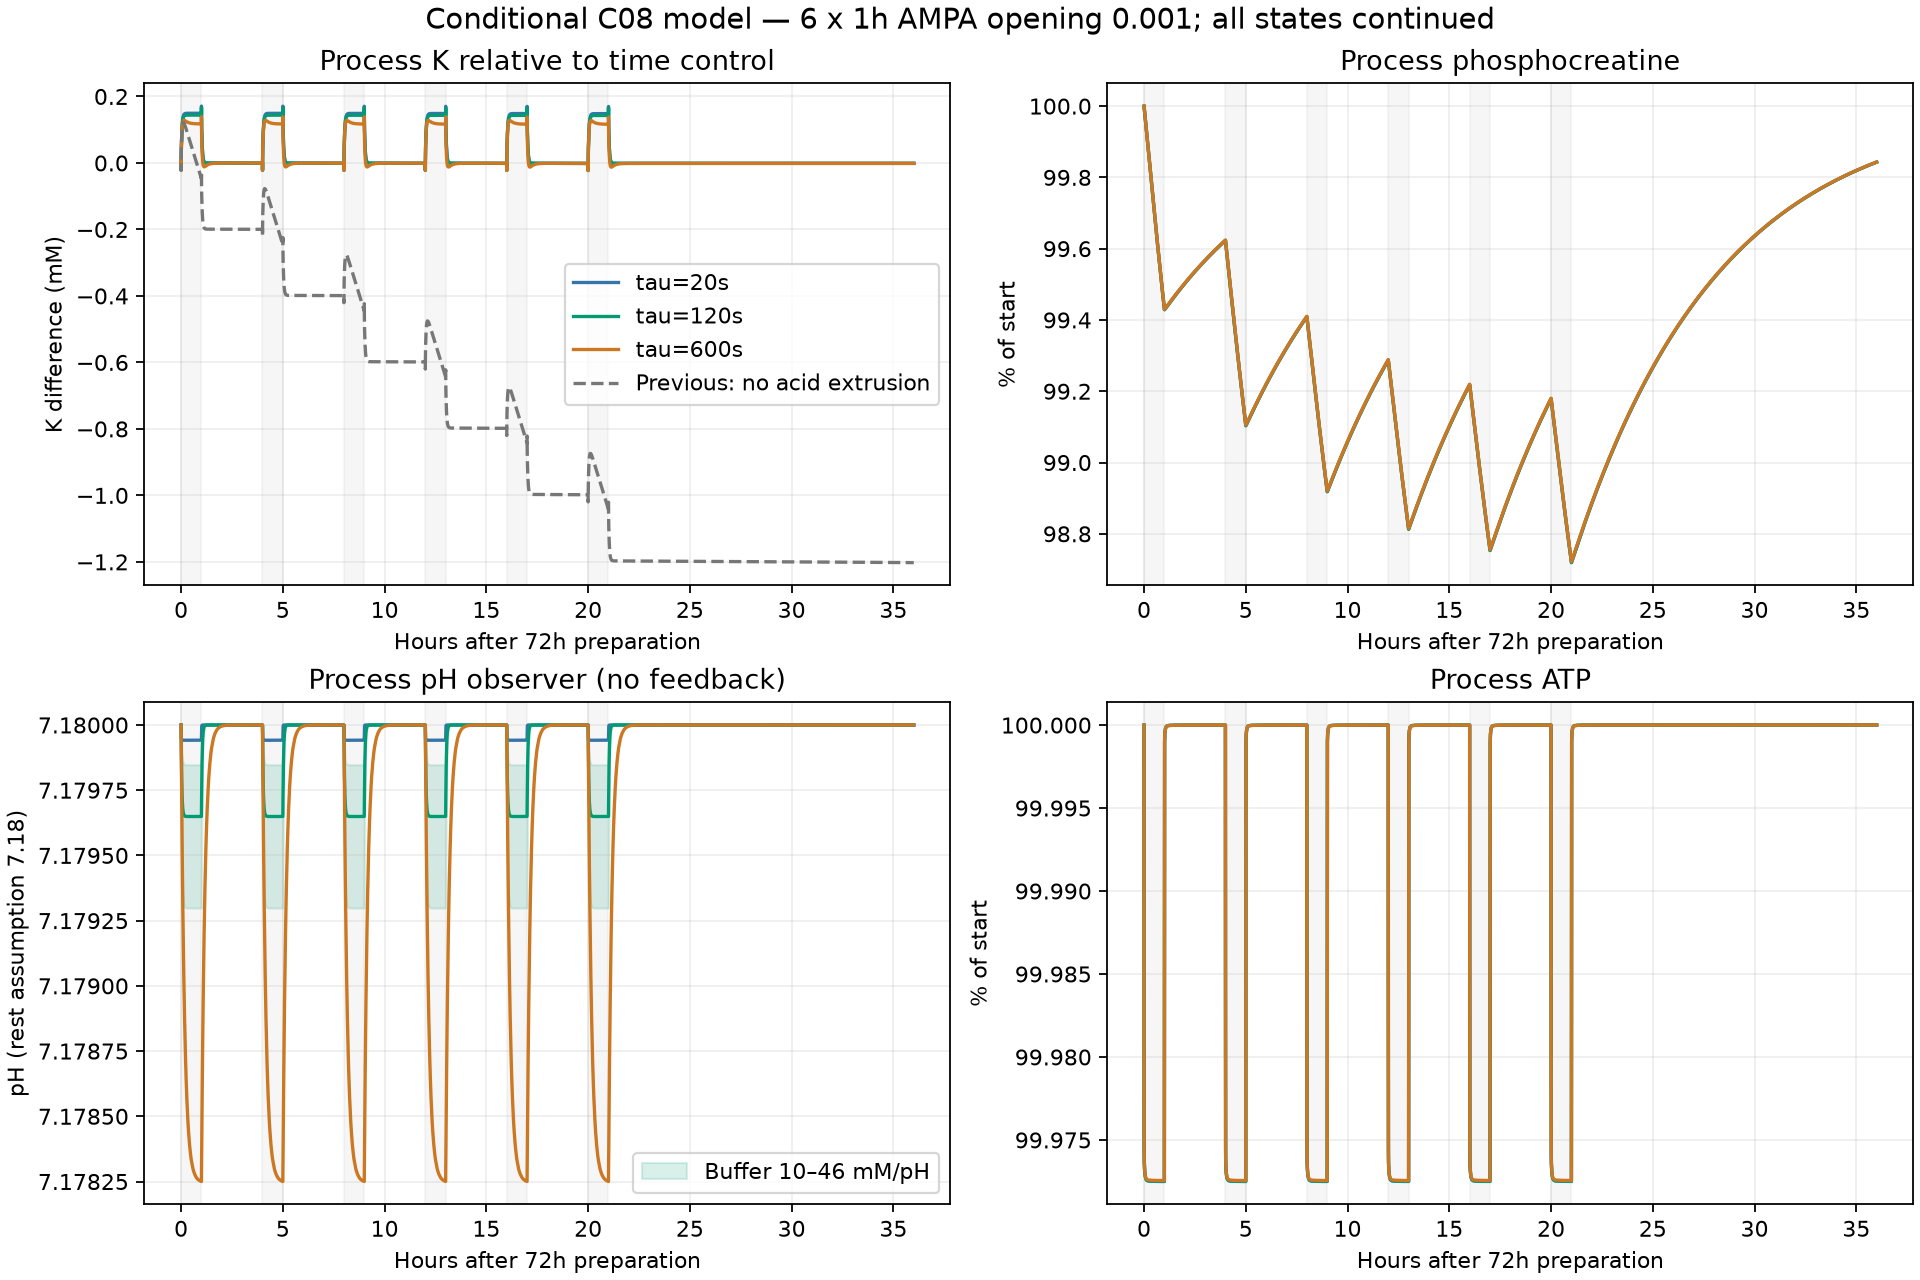 Conditional C08 model — 6 x 1h AMPA opening 0.001; all states continued
Process K relative to time control
K difference (mM)
0.2
0.0
−0.2
−0.4
−0.6
−0.8
−1.0
−1.2
tau=20s
tau=120s
tau=600s
Previous: no acid extrusion
0 5 10 15 20 25 30 35
Hours after 72h preparation
Process phosphocreatine
% of start
100.0
99.8
99.6
99.4
99.2
99.0
98.8
0 5 10 15 20 25 30 35
Hours after 72h preparation
Process pH observer (no feedback)
pH (rest assumption 7.18)
7.18000
7.17975
7.17950
7.17925
7.17900
7.17875
7.17850
7.17825
Buffer 10–46 mM/pH
0 5 10 15 20 25 30 35
Hours after 72h preparation
Process ATP
% of start
100.000
99.995
99.990
99.985
99.980
99.975
0 5 10 15 20 25 30 35
Hours after 72h preparation